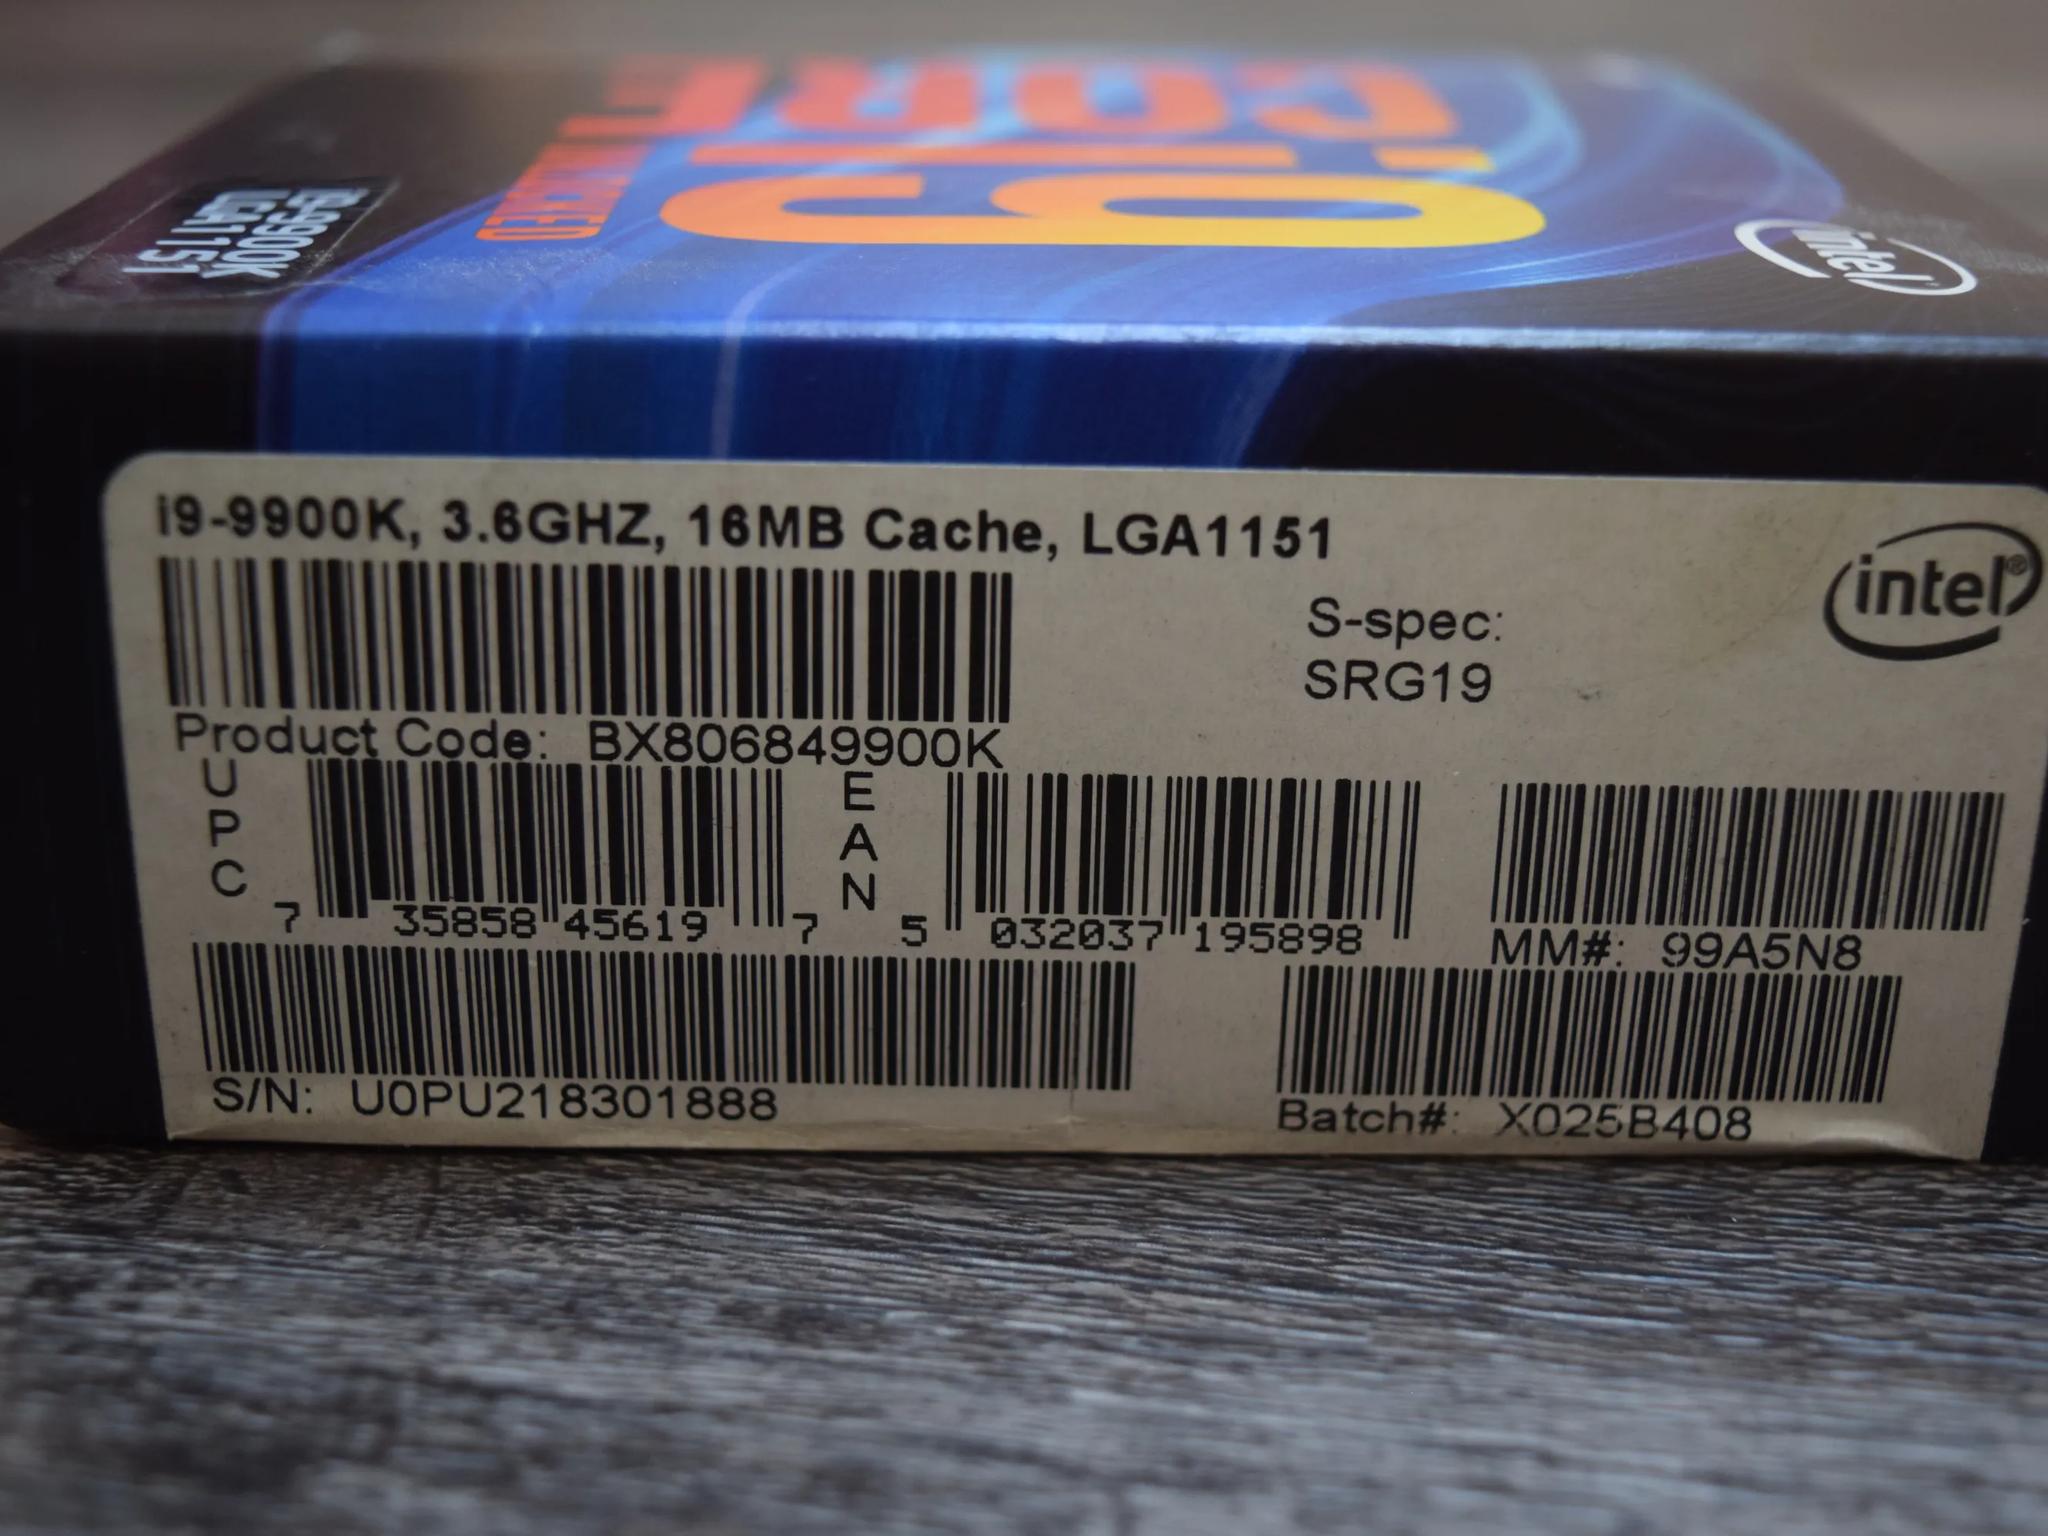 CORE
i9
UNLOCKED
i9-9900K
LGA1151
intel
i9-9900K, 3.6GHZ, 16MB Cache, LGA1151
intel®
S-spec:
SRG19
Product Code: BX806849900K
UPC
7 35858 45619 7
EAN
5 032037 195898
MM#: 99A5N8
S/N: U0PU218301888
Batch#: X025B408